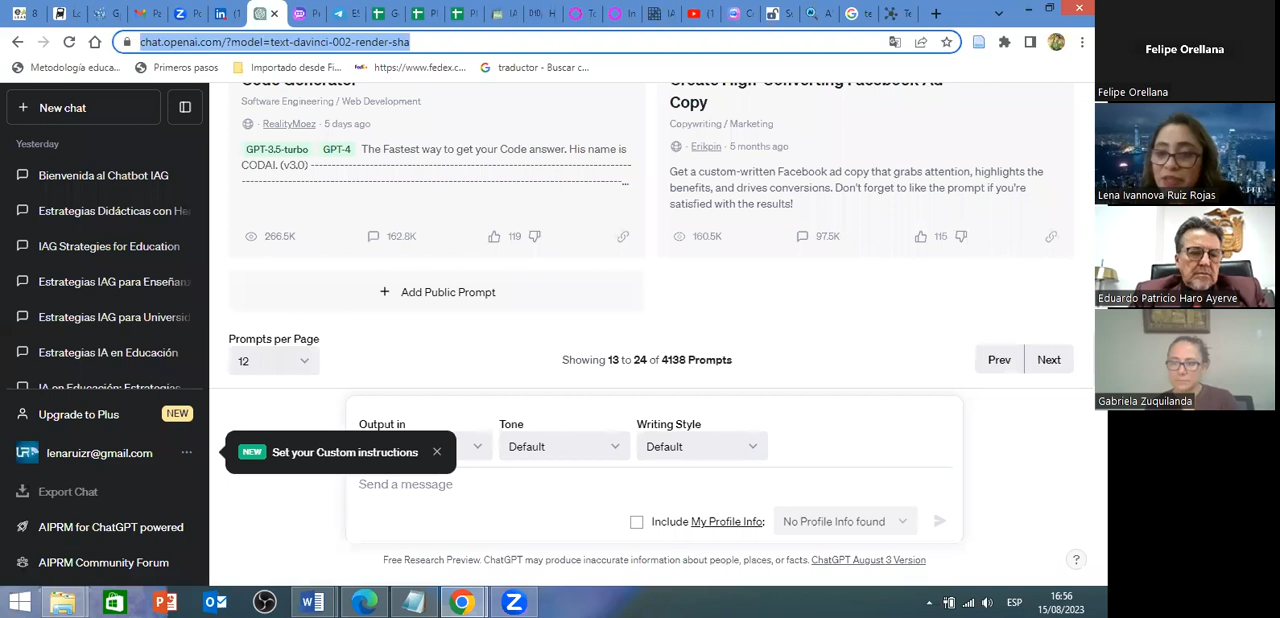 chat.openai.com/?model=text-davinci-002-render-sha
Metodología educa...
Primeros pasos
Importado desde Fi...
https://www.fedex.c...
traductor - Buscar c...
New chat
Yesterday
Bienvenida al Chatbot IAG
Estrategias Didácticas con He
IAG Strategies for Education
Estrategias IAG para Enseñan
Estrategias IAG para Universid
Estrategias IA en Educación
IA en Educación: Estrategias
Upgrade to Plus
NEW
lenaruizr@gmail.com
Export Chat
AIPRM for ChatGPT powered
AIPRM Community Forum
Code Generator
Software Engineering / Web Development
RealityMoez · 5 days ago
GPT-3.5-turbo GPT-4 The Fastest way to get your Code answer. His name is
CODAI. (v3.0) ----------------------------------------------------------------
--------------------------------------------------------------------------------...
266.5K
162.8K
119
Create High-Converting Facebook Ad
Copy
Copywriting / Marketing
Erikpin · 5 months ago
Get a custom-written Facebook ad copy that grabs attention, highlights the
benefits, and drives conversions. Don't forget to like the prompt if you're
satisfied with the results!
160.5K
97.5K
115
+ Add Public Prompt
Prompts per Page
12
Showing 13 to 24 of 4138 Prompts
Prev
Next
Output in
Tone
Default
Writing Style
Default
NEW Set your Custom instructions
Send a message
Include My Profile Info:
No Profile Info found
Free Research Preview. ChatGPT may produce inaccurate information about people, places, or facts. ChatGPT August 3 Version
?
Felipe Orellana
Felipe Orellana
Lena Ivannova Ruiz Rojas
Eduardo Patricio Haro Ayerve
Gabriela Zuquilanda
ESP
16:56
15/08/2023